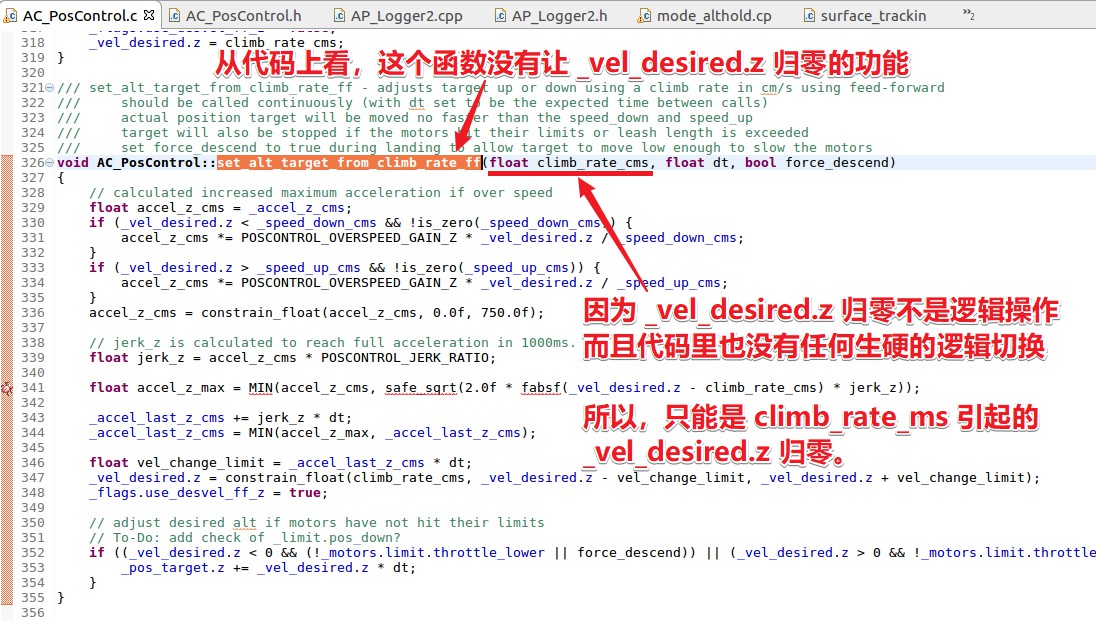 AC_PosControl.c
AC_PosControl.h
AP_Logger2.cpp
AP_Logger2.h
mode_althold.cp
surface_trackin
»2
318 _vel_desired.z = climb_rate_cms;
319 }
从代码上看，这个函数没有让 _vel_desired.z 归零的功能
320
321 /// set_alt_target_from_climb_rate_ff - adjusts target up or down using a climb rate in cm/s using feed-forward
322 /// should be called continuously (with dt set to be the expected time between calls)
323 /// actual position target will be moved no faster than the speed_down and speed_up
324 /// target will also be stopped if the motors hit their limits or leash length is exceeded
325 /// set force_descend to true during landing to allow target to move low enough to slow the motors
326 void AC_PosControl::set_alt_target_from_climb_rate_ff(float climb_rate_cms, float dt, bool force_descend)
327 {
328 // calculated increased maximum acceleration if over speed
329 float accel_z_cms = _accel_z_cms;
330 if (_vel_desired.z < _speed_down_cms && !is_zero(_speed_down_cms)) {
331 accel_z_cms *= POSCONTROL_OVERSPEED_GAIN_Z * _vel_desired.z / _speed_down_cms;
332 }
333 if (_vel_desired.z > _speed_up_cms && !is_zero(_speed_up_cms)) {
334 accel_z_cms *= POSCONTROL_OVERSPEED_GAIN_Z * _vel_desired.z / _speed_up_cms;
335 }
336 accel_z_cms = constrain_float(accel_z_cms, 0.0f, 750.0f);
因为 _vel_desired.z 归零不是逻辑操作
而且代码里也没有任何生硬的逻辑切换
337
338 // jerk_z is calculated to reach full acceleration in 1000ms.
339 float jerk_z = accel_z_cms * POSCONTROL_JERK_RATIO;
340
341 float accel_z_max = MIN(accel_z_cms, safe_sqrt(2.0f * fabsf(_vel_desired.z - climb_rate_cms) * jerk_z));
342
所以，只能是 climb_rate_ms 引起的
_vel_desired.z 归零。
343 _accel_last_z_cms += jerk_z * dt;
344 _accel_last_z_cms = MIN(accel_z_max, _accel_last_z_cms);
345
346 float vel_change_limit = _accel_last_z_cms * dt;
347 _vel_desired.z = constrain_float(climb_rate_cms, _vel_desired.z - vel_change_limit, _vel_desired.z + vel_change_limit);
348 _flags.use_desvel_ff_z = true;
349
350 // adjust desired alt if motors have not hit their limits
351 // To-Do: add check of _limit.pos_down?
352 if ((_vel_desired.z < 0 && (!_motors.limit.throttle_lower || force_descend)) || (_vel_desired.z > 0 && !_motors.limit.throttle
353 _pos_target.z += _vel_desired.z * dt;
354 }
355 }
356